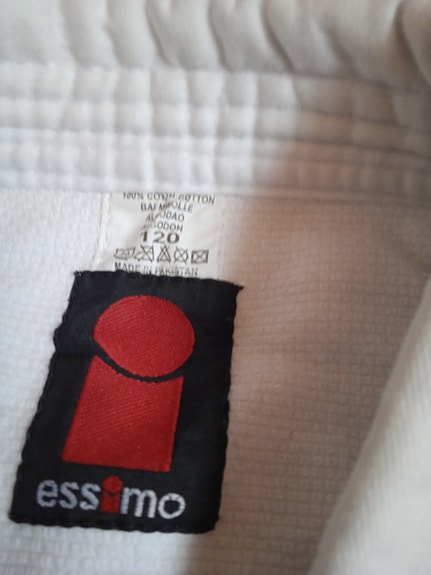 100% COTON COTTON
BAUMWOLLE
ALGODAO
ALGODON
120
MADE IN PAKISTAN
essimo